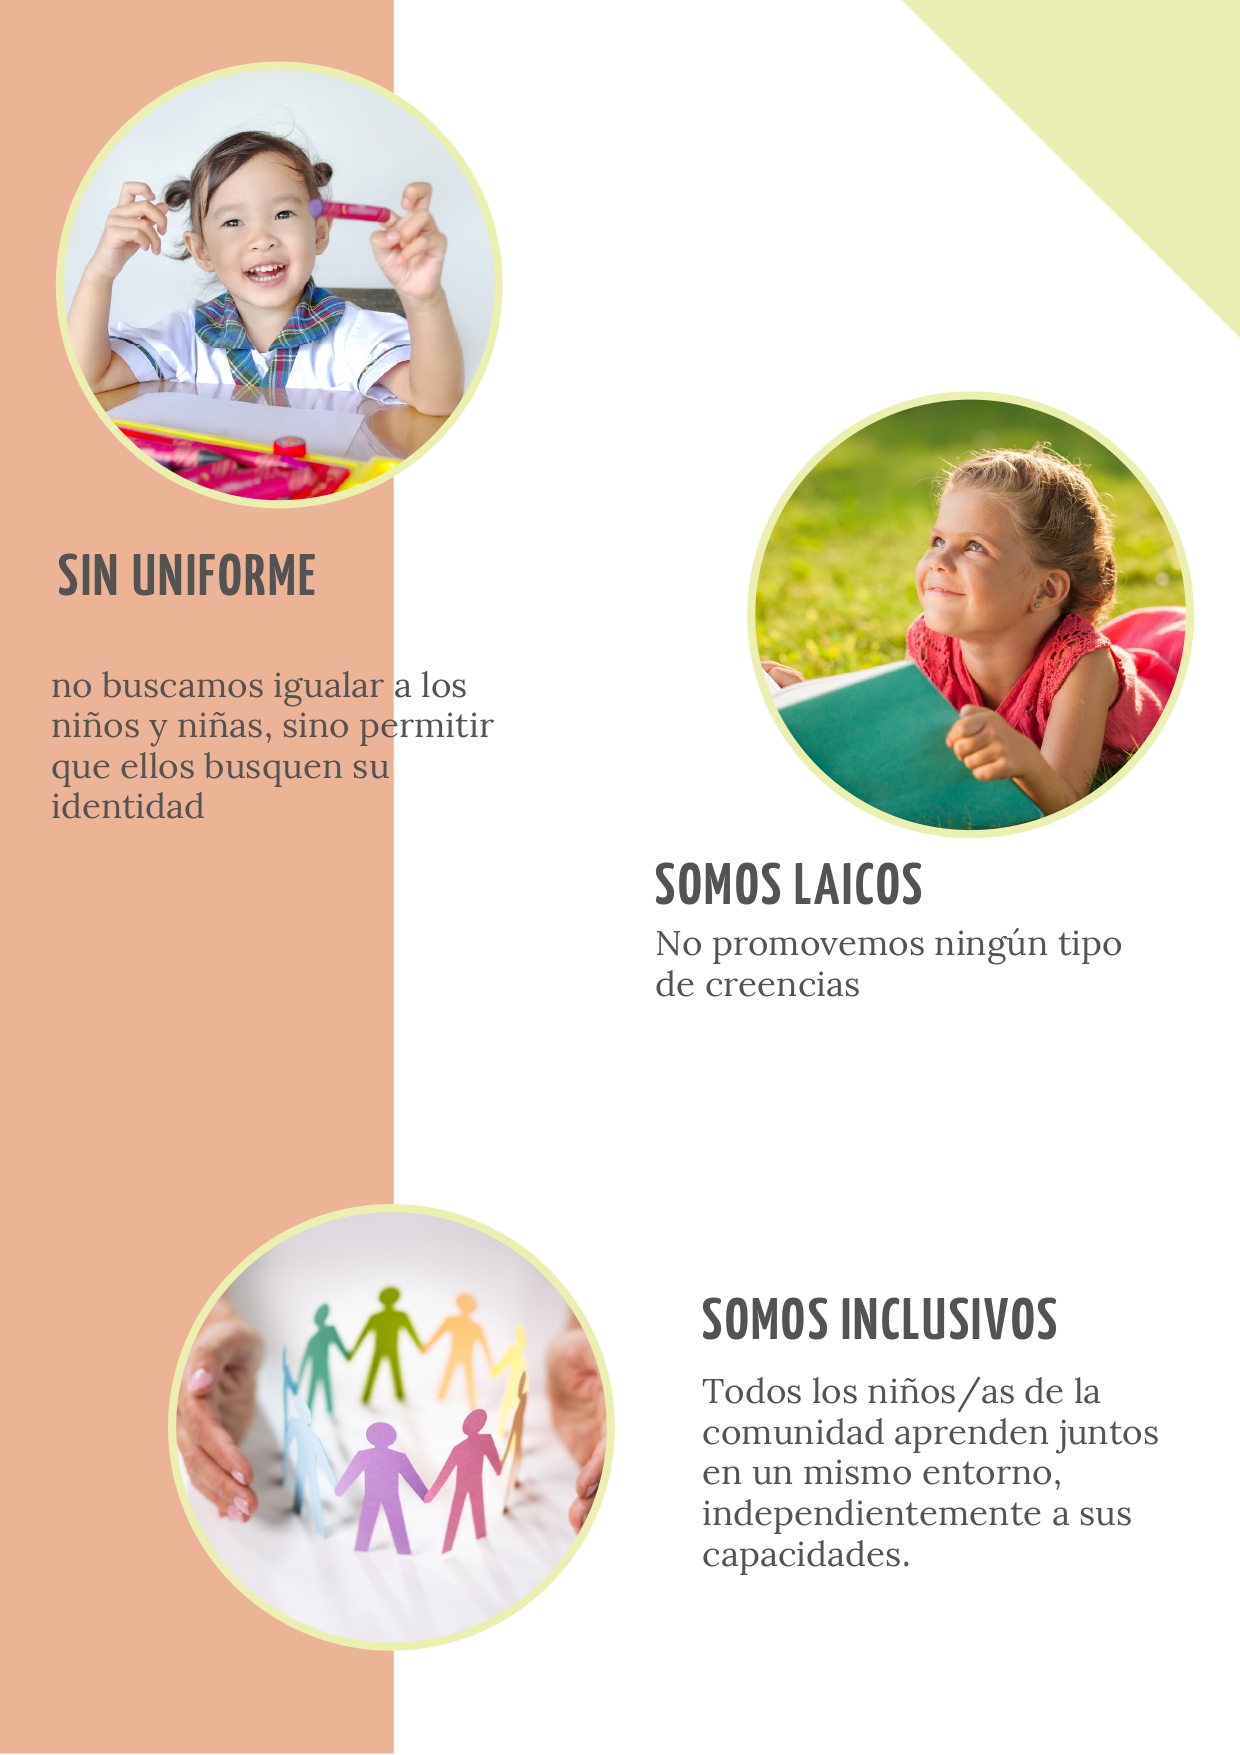 SIN UNIFORME
no buscamos igualar a los
niños y niñas, sino permitir
que ellos busquen su
identidad
SOMOS LAICOS
No promovemos ningún tipo
de creencias
SOMOS INCLUSIVOS
Todos los niños/as de la
comunidad aprenden juntos
en un mismo entorno,
independientemente a sus
capacidades.